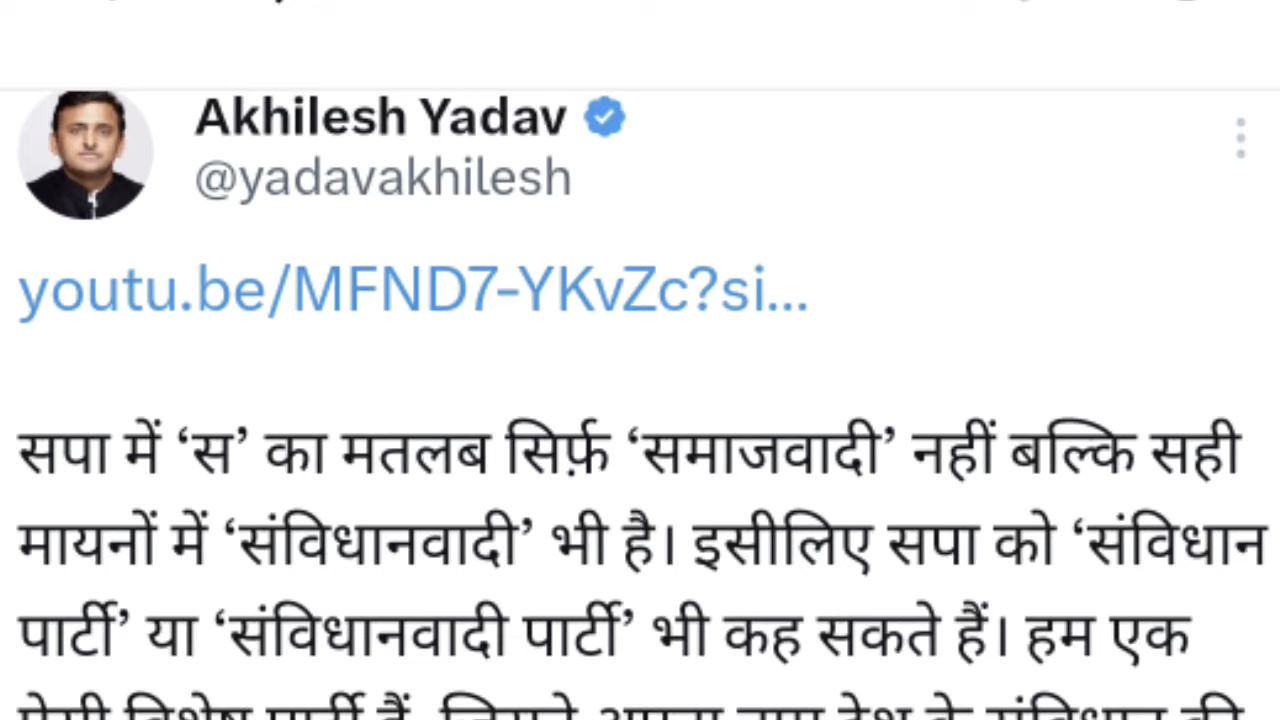 Akhilesh Yadav
@yadavakhilesh
youtu.be/MFND7-YKvZc?si...
सपा में ‘स’ का मतलब सिर्फ़ ‘समाजवादी’ नहीं बल्कि सही
मायनों में ‘संविधानवादी’ भी है। इसीलिए सपा को ‘संविधान
पार्टी’ या ‘संविधानवादी पार्टी’ भी कह सकते हैं। हम एक